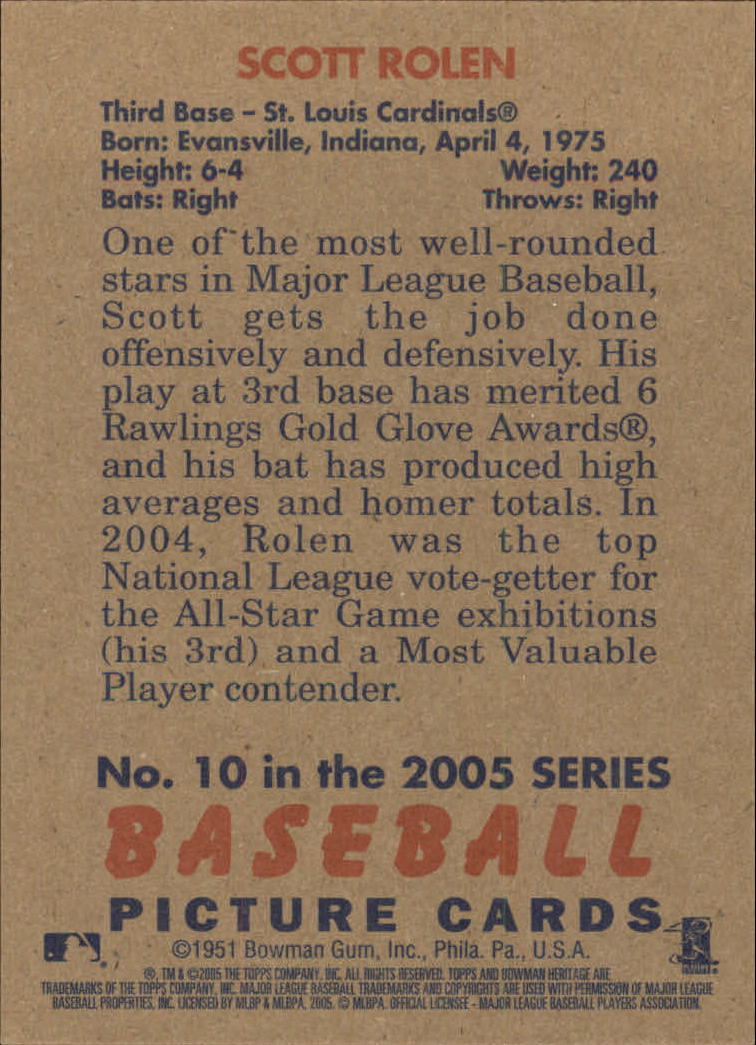 SCOTT ROLEN
Third Base – St. Louis Cardinals®
Born: Evansville, Indiana, April 4, 1975
Height: 6-4 Weight: 240
Bats: Right Throws: Right
One of the most well-rounded
stars in Major League Baseball,
Scott gets the job done
offensively and defensively. His
play at 3rd base has merited 6
Rawlings Gold Glove Awards®,
and his bat has produced high
averages and homer totals. In
2004, Rolen was the top
National League vote-getter for
the All-Star Game exhibitions
(his 3rd) and a Most Valuable
Player contender.
No. 10 in the 2005 SERIES
BASEBALL
PICTURE CARDS
©1951 Bowman Gum, Inc., Phila. Pa., U.S.A.
®, TM & ©2005 THE TOPPS COMPANY, INC. ALL RIGHTS RESERVED. TOPPS AND BOWMAN HERITAGE ARE
TRADEMARKS OF THE TOPPS COMPANY, INC. MAJOR LEAGUE BASEBALL TRADEMARKS AND COPYRIGHTS ARE USED WITH PERMISSION OF MAJOR LEAGUE
BASEBALL PROPERTIES, INC. LICENSED BY MLBP & MLBPA, 2005. © MLBPA. OFFICIAL LICENSEE - MAJOR LEAGUE BASEBALL PLAYERS ASSOCIATION.